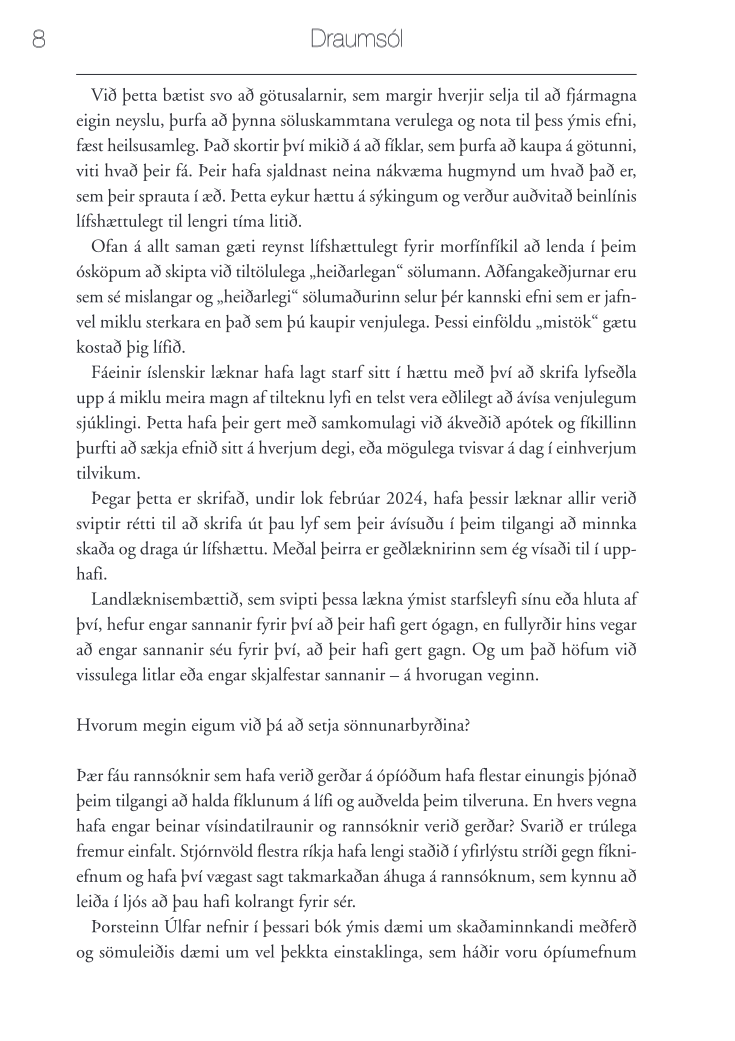 8
Draumsól
Við þetta bætist svo að götusalarnir, sem margir hverjir selja til að fjármagna
eigin neyslu, þurfa að þynna söluskammtana verulega og nota til þess ýmis efni,
fæst heilsusamleg. Það skortir því mikið á að fíklar, sem þurfa að kaupa á götunni,
viti hvað þeir fá. Þeir hafa sjaldnast neina nákvæma hugmynd um hvað það er,
sem þeir sprauta í æð. Þetta eykur hættu á sýkingum og verður auðvitað beinlínis
lífshættulegt til lengri tíma litið.
Ofan á allt saman gæti reynst lífshættulegt fyrir morfínfíkil að lenda í þeim
ósköpum að skipta við tiltölulega „heiðarlegan“ sölumann. Aðfangakeðjurnar eru
sem sé mislangar og „heiðarlegi“ sölumaðurinn selur þér kannski efni sem er jafn-
vel miklu sterkara en það sem þú kaupir venjulega. Þessi einföldu „mistök“ gætu
kostað þig lífið.
Fáeinir íslenskir læknar hafa lagt starf sitt í hættu með því að skrifa lyfseðla
upp á miklu meira magn af tilteknu lyfi en telst vera eðlilegt að ávísa venjulegum
sjúklingi. Þetta hafa þeir gert með samkomulagi við ákveðið apótek og fíkillinn
þurfti að sækja efnið sitt á hverjum degi, eða mögulega tvisvar á dag í einhverjum
tilvikum.
Þegar þetta er skrifað, undir lok febrúar 2024, hafa þessir læknar allir verið
sviptir rétti til að skrifa út þau lyf sem þeir ávísuðu í þeim tilgangi að minnka
skaða og draga úr lífshættu. Meðal þeirra er geðlæknirinn sem ég vísaði til í upp-
hafi.
Landlæknisembættið, sem svipti þessa lækna ýmist starfsleyfi sínu eða hluta af
því, hefur engar sannanir fyrir því að þeir hafi gert ógagn, en fullyrðir hins vegar
að engar sannanir séu fyrir því, að þeir hafi gert gagn. Og um það höfum við
vissulega litlar eða engar skjalfestar sannanir – á hvorugan veginn.
Hvorum megin eigum við þá að setja sönnunarbyrðina?
Þær fáu rannsóknir sem hafa verið gerðar á ópíóðum hafa flestar einungis þjónað
þeim tilgangi að halda fíklunum á lífi og auðvelda þeim tilveruna. En hvers vegna
hafa engar beinar vísindatilraunir og rannsóknir verið gerðar? Svarið er trúlega
fremur einfalt. Stjórnvöld flestra ríkja hafa lengi staðið í yfirlýstu stríði gegn fíkni-
efnum og hafa því vægast sagt takmarkaðan áhuga á rannsóknum, sem kynnu að
leiða í ljós að þau hafi kolrangt fyrir sér.
Þorsteinn Úlfar nefnir í þessari bók ýmis dæmi um skaðaminnkandi meðferð
og sömuleiðis dæmi um vel þekkta einstaklinga, sem háðir voru ópíumefnum